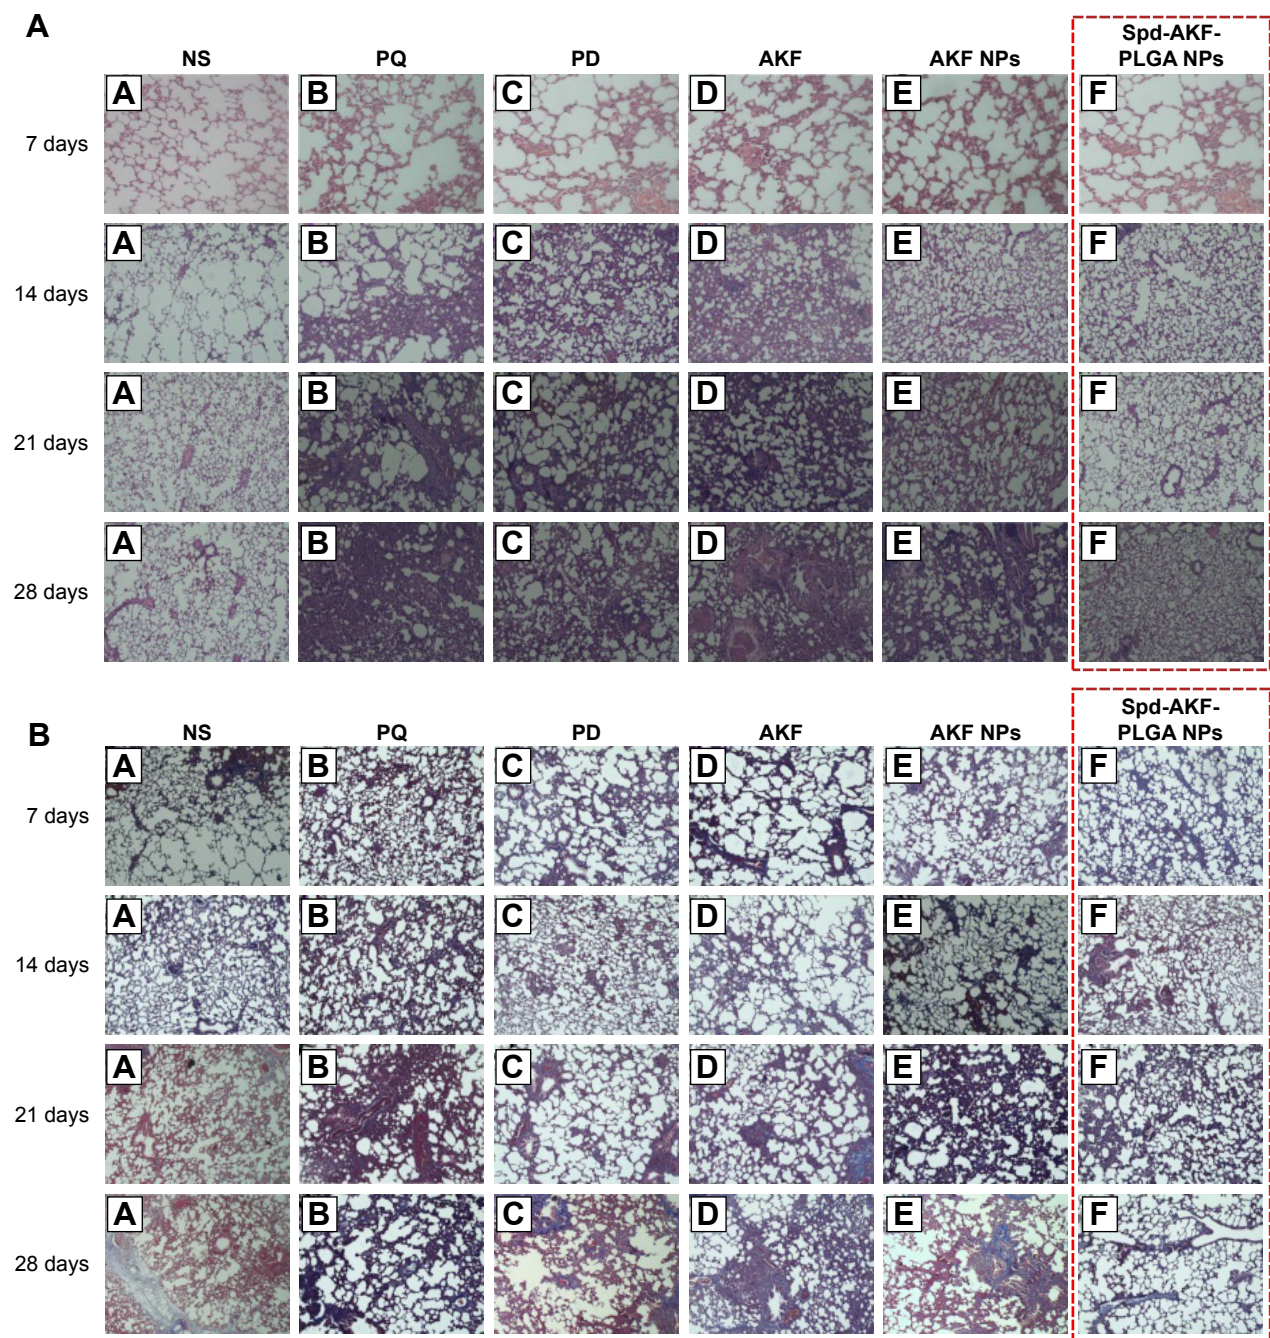 A
NS PQ PD AKF AKF NPs Spd-AKF-
PLGA NPs
7 days A B C D E F
14 days A B C D E F
21 days A B C D E F
28 days A B C D E F
B
NS PQ PD AKF AKF NPs Spd-AKF-
PLGA NPs
7 days A B C D E F
14 days A B C D E F
21 days A B C D E F
28 days A B C D E F